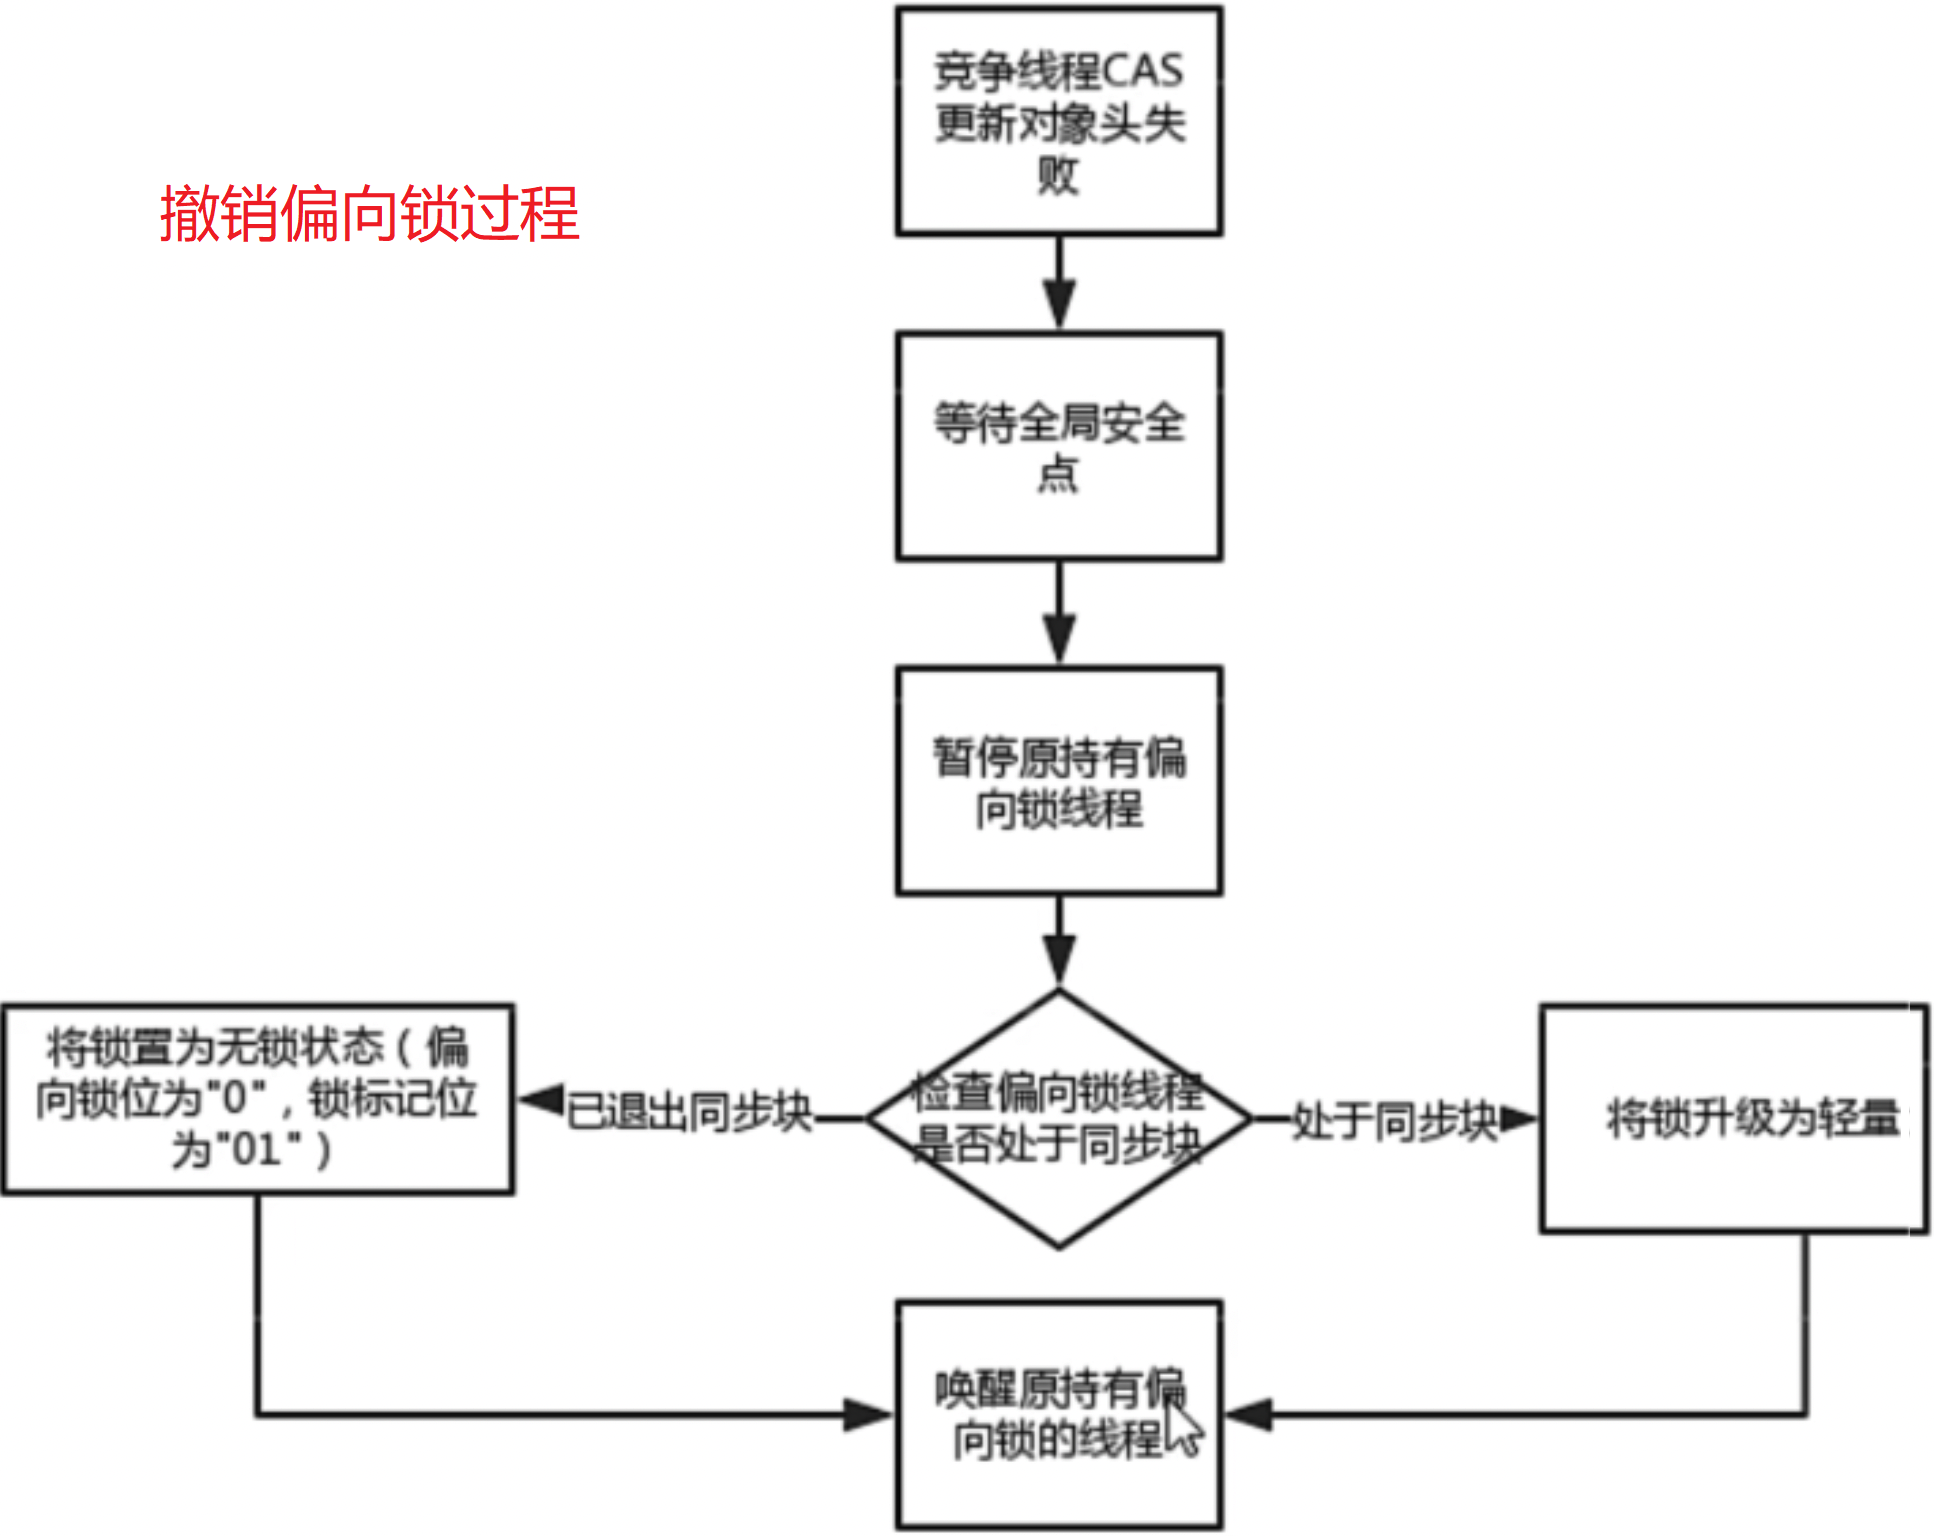 竞争线程CAS
更新对象头失
败
撤销偏向锁过程
等待全局安全
点
暂停原持有偏
向锁线程
将锁置为无锁状态（偏
向锁位为"0"，锁标记位
为"01"）
已退出同步块
检查偏向锁线程
是否处于同步块
处于同步块
将锁升级为轻量
唤醒原持有偏
向锁的线程